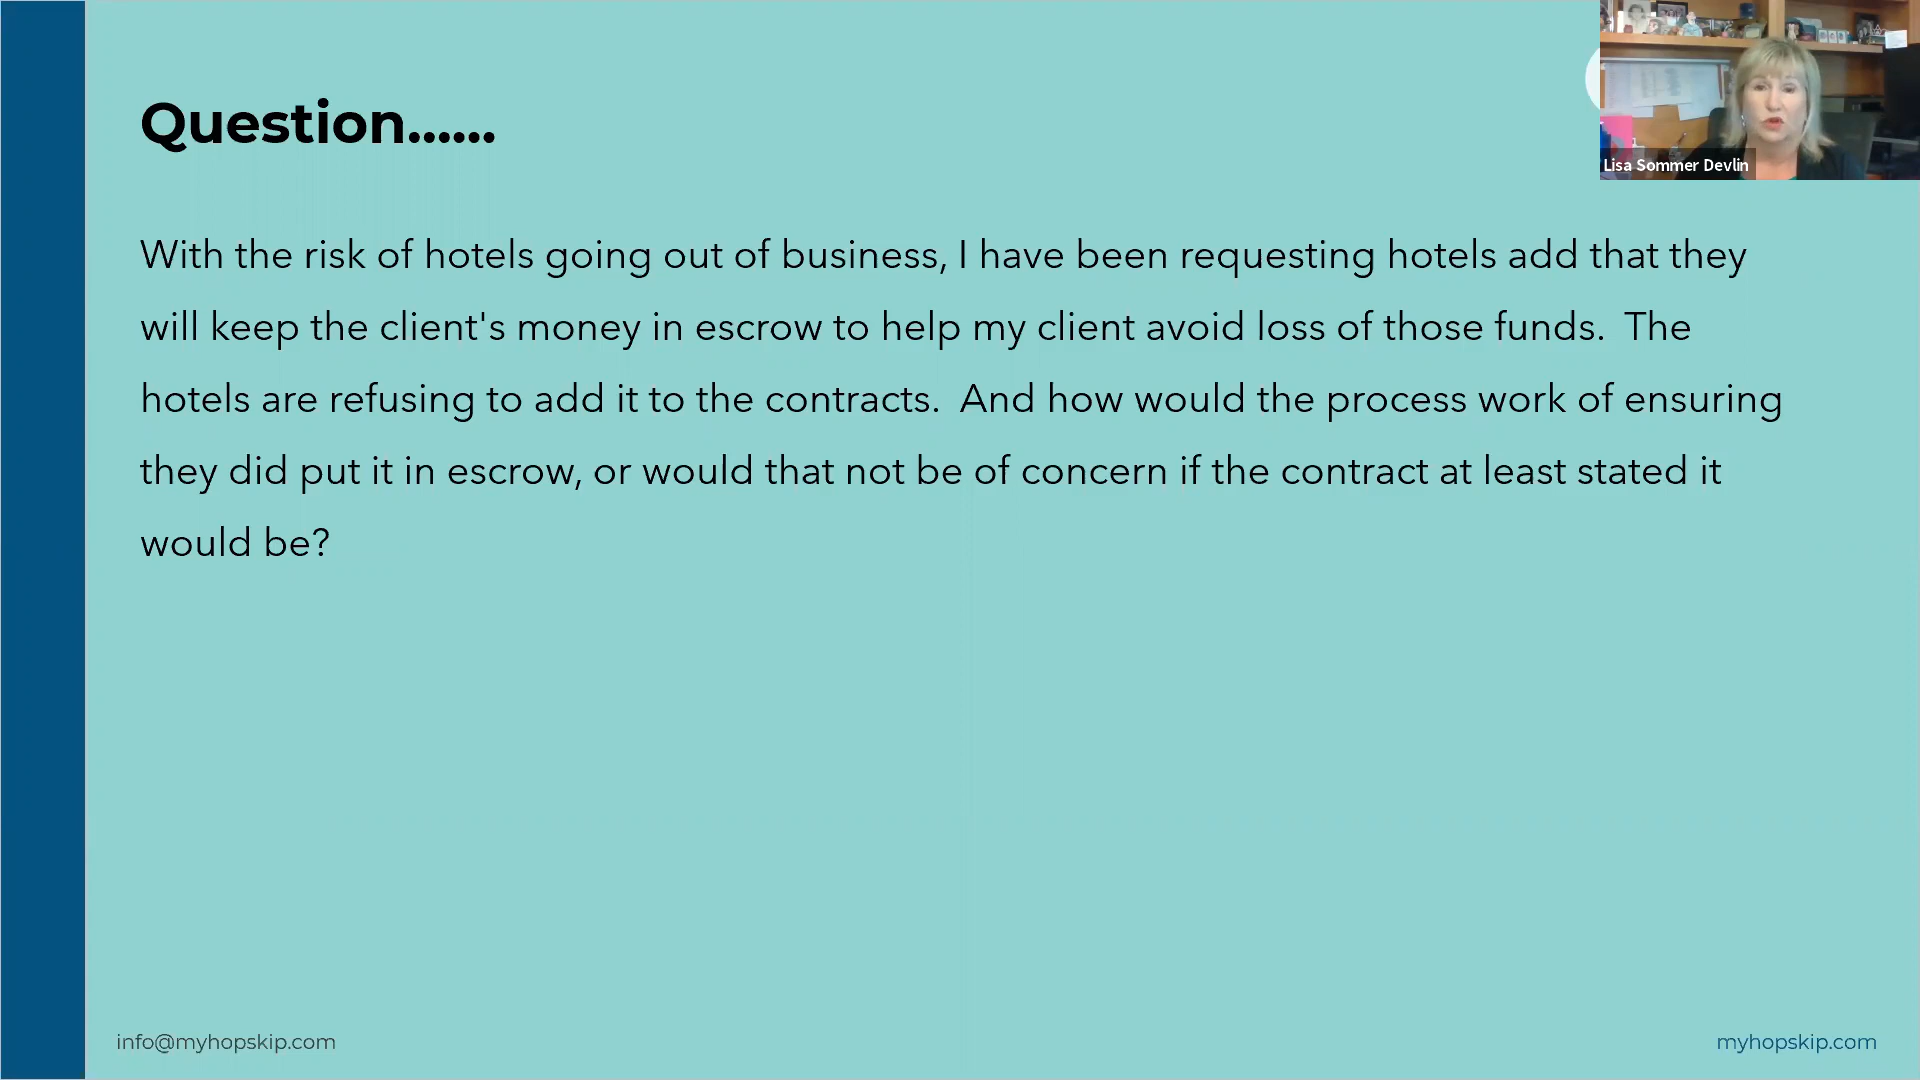 Question......
Lisa Sommer Devlin
With the risk of hotels going out of business, I have been requesting hotels add that they
will keep the client's money in escrow to help my client avoid loss of those funds.  The
hotels are refusing to add it to the contracts.  And how would the process work of ensuring
they did put it in escrow, or would that not be of concern if the contract at least stated it
would be?
info@myhopskip.com
myhopskip.com